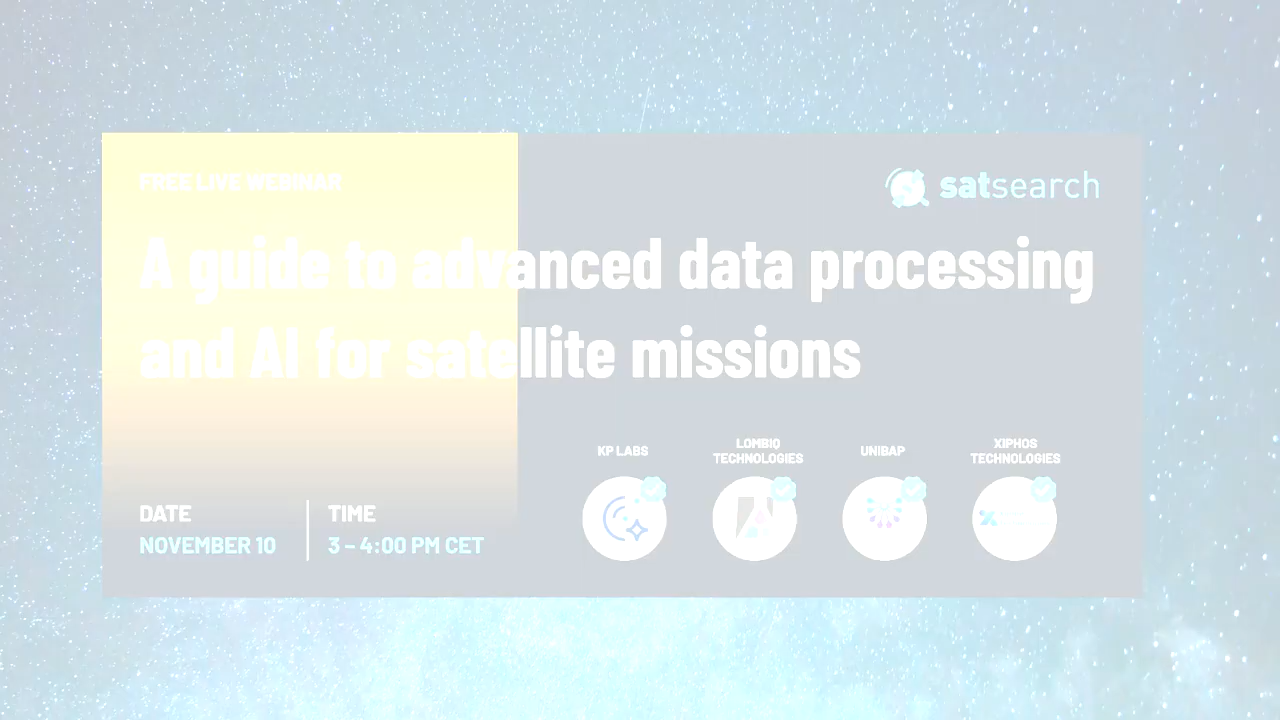 FREE LIVE WEBINAR
satsearch
A guide to advanced data processing
and AI for satellite missions
KP LABS
LOMBIQ
TECHNOLOGIES
UNIBAP
XIPHOS
TECHNOLOGIES
DATE
NOVEMBER 10
TIME
3 – 4:00 PM CET